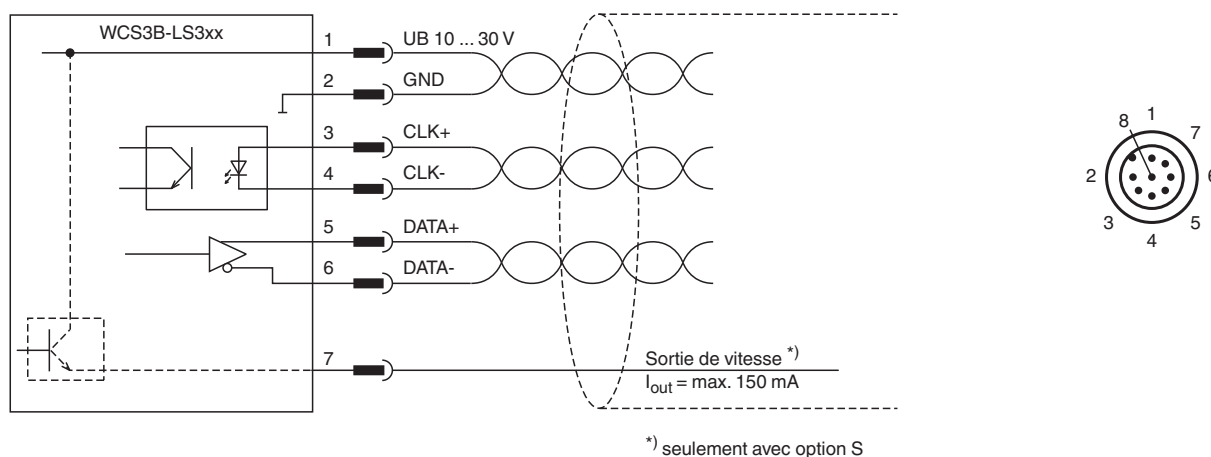 WCS3B-LS3xx
1 UB 10 ... 30 V
2 GND
3 CLK+
4 CLK-
5 DATA+
6 DATA-
7
Sortie de vitesse *)
Iout = max. 150 mA
*) seulement avec option S
8 1 7
2 6
3 5
4